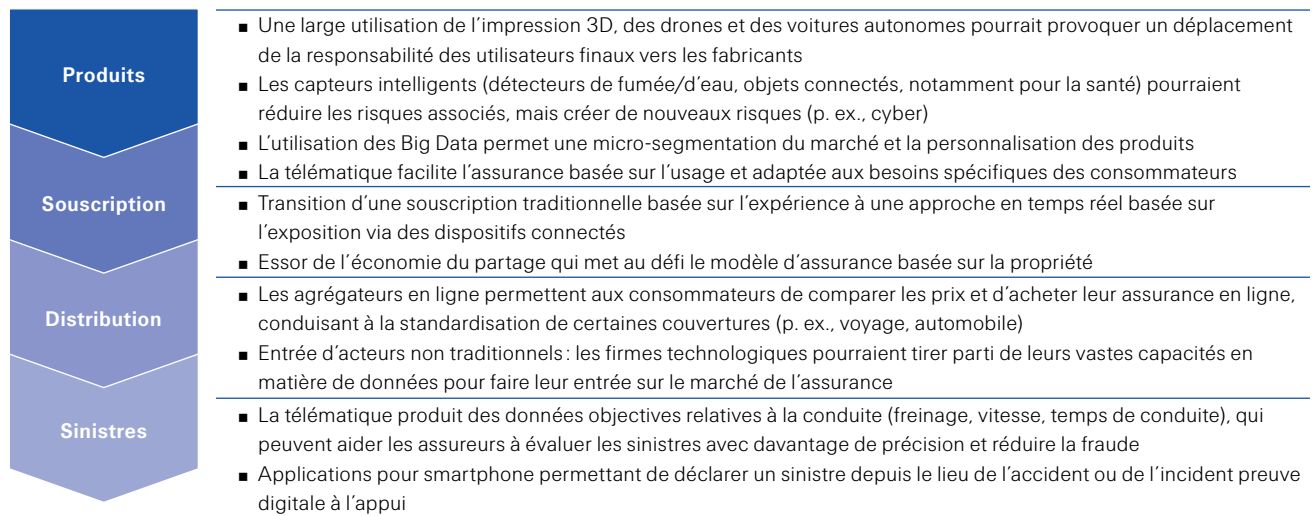 Produits
■ Une large utilisation de l’impression 3D, des drones et des voitures autonomes pourrait provoquer un déplacement
de la responsabilité des utilisateurs finaux vers les fabricants
■ Les capteurs intelligents (détecteurs de fumée/d’eau, objets connectés, notamment pour la santé) pourraient
réduire les risques associés, mais créer de nouveaux risques (p. ex., cyber)
■ L’utilisation des Big Data permet une micro-segmentation du marché et la personnalisation des produits
■ La télématique facilite l’assurance basée sur l’usage et adaptée aux besoins spécifiques des consommateurs
Souscription
■ Transition d’une souscription traditionnelle basée sur l’expérience à une approche en temps réel basée sur
l’exposition via des dispositifs connectés
■ Essor de l’économie du partage qui met au défi le modèle d’assurance basée sur la propriété
Distribution
■ Les agrégateurs en ligne permettent aux consommateurs de comparer les prix et d’acheter leur assurance en ligne,
conduisant à la standardisation de certaines couvertures (p. ex., voyage, automobile)
■ Entrée d’acteurs non traditionnels : les firmes technologiques pourraient tirer parti de leurs vastes capacités en
matière de données pour faire leur entrée sur le marché de l’assurance
Sinistres
■ La télématique produit des données objectives relatives à la conduite (freinage, vitesse, temps de conduite), qui
peuvent aider les assureurs à évaluer les sinistres avec davantage de précision et réduire la fraude
■ Applications pour smartphone permettant de déclarer un sinistre depuis le lieu de l’accident ou de l’incident preuve
digitale à l’appui